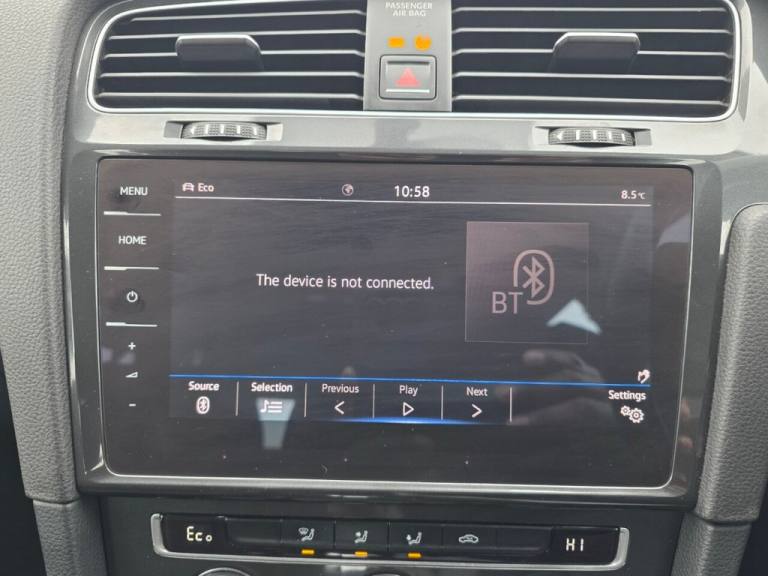 PASSENGER
AIR BAG
MENU
Eco
10:58
8.5°C
HOME
The device is not connected.
BT
+
-
Source
Selection
Previous
Play
Next
Settings
Eco
HI